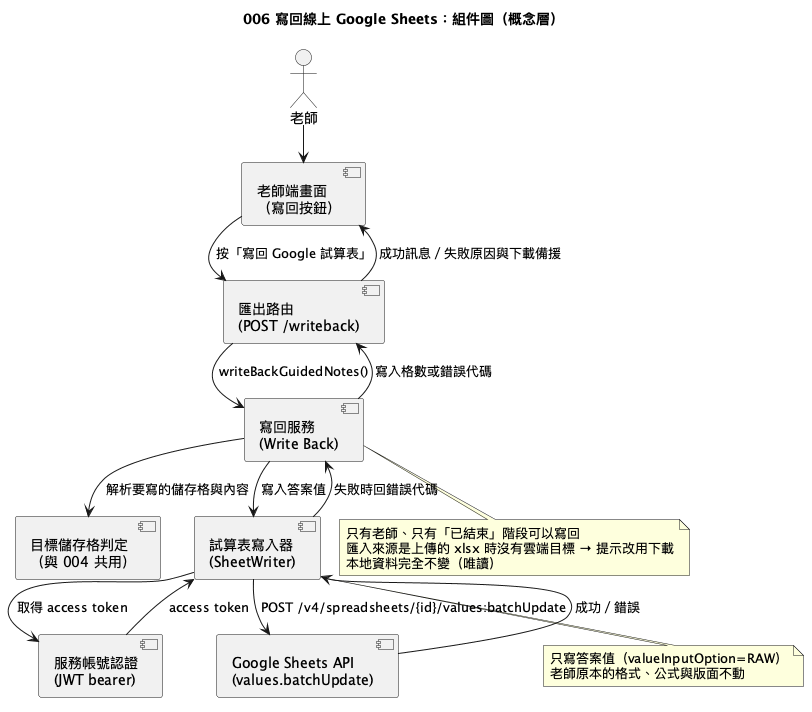 006 寫回線上 Google Sheets：組件圖（概念層）
老師
老師端畫面
（寫回按鈕）
按「寫回 Google 試算表」
成功訊息 / 失敗原因與下載備援
匯出路由
(POST /writeback)
writeBackGuidedNotes()
寫入格數或錯誤代碼
寫回服務
(Write Back)
解析要寫的儲存格與內容
寫入答案值
失敗時回錯誤代碼
目標儲存格判定
（與 004 共用）
試算表寫入器
(SheetWriter)
只有老師、只有「已結束」階段可以寫回
匯入來源是上傳的 xlsx 時沒有雲端目標 → 提示改用下載
本地資料完全不變（唯讀）
取得 access token
access token
POST /v4/spreadsheets/{id}/values:batchUpdate
成功 / 錯誤
服務帳號認證
(JWT bearer)
Google Sheets API
(values.batchUpdate)
只寫答案值（valueInputOption=RAW）
老師原本的格式、公式與版面不動